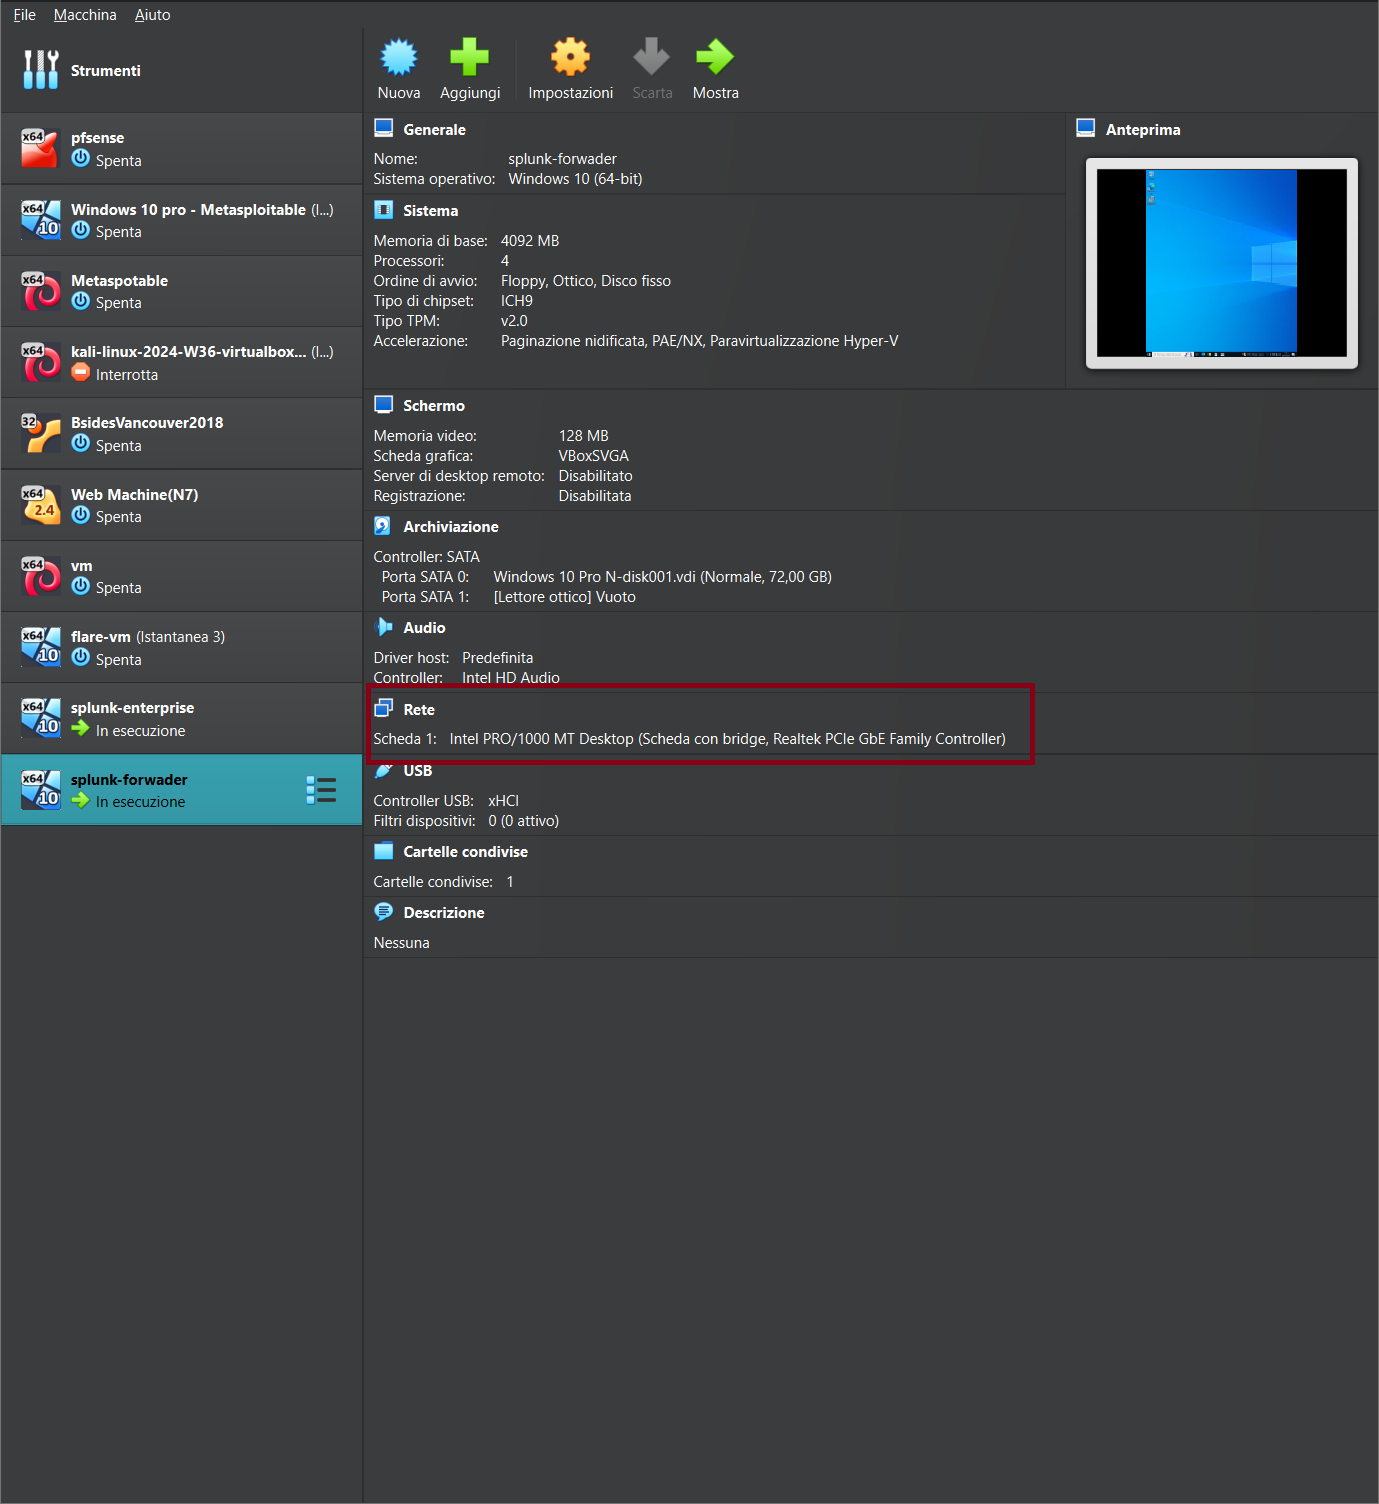 File Macchina Aiuto
Strumenti
Nuova Aggiungi Impostazioni Scarta Mostra
x64 pfsense
Spenta
x64 10 Windows 10 pro - Metasploitable (I...)
Spenta
x64 Metaspotable
Spenta
x64 kali-linux-2024-W36-virtualbox... (I...)
Interrotta
32 BsidesVancouver2018
Spenta
x64 2.4 Web Machine(N7)
Spenta
x64 vm
Spenta
x64 10 flare-vm (Istantanea 3)
Spenta
x64 10 splunk-enterprise
In esecuzione
x64 10 splunk-forwader
In esecuzione
Generale
Nome: splunk-forwader
Sistema operativo: Windows 10 (64-bit)
Anteprima
Sistema
Memoria di base: 4092 MB
Processori: 4
Ordine di avvio: Floppy, Ottico, Disco fisso
Tipo di chipset: ICH9
Tipo TPM: v2.0
Accelerazione: Paginazione nidificata, PAE/NX, Paravirtualizzazione Hyper-V
Schermo
Memoria video: 128 MB
Scheda grafica: VBoxSVGA
Server di desktop remoto: Disabilitato
Registrazione: Disabilitata
Archiviazione
Controller: SATA
Porta SATA 0: Windows 10 Pro N-disk001.vdi (Normale, 72,00 GB)
Porta SATA 1: [Lettore ottico] Vuoto
Audio
Driver host: Predefinita
Controller: Intel HD Audio
Rete
Scheda 1: Intel PRO/1000 MT Desktop (Scheda con bridge, Realtek PCIe GbE Family Controller)
USB
Controller USB: xHCI
Filtri dispositivi: 0 (0 attivo)
Cartelle condivise
Cartelle condivise: 1
Descrizione
Nessuna